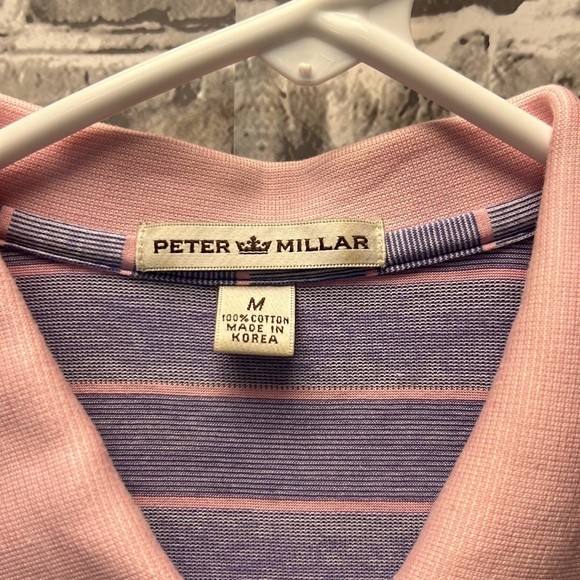 PETER MILLAR
M
100% COTTON
MADE IN
KOREA